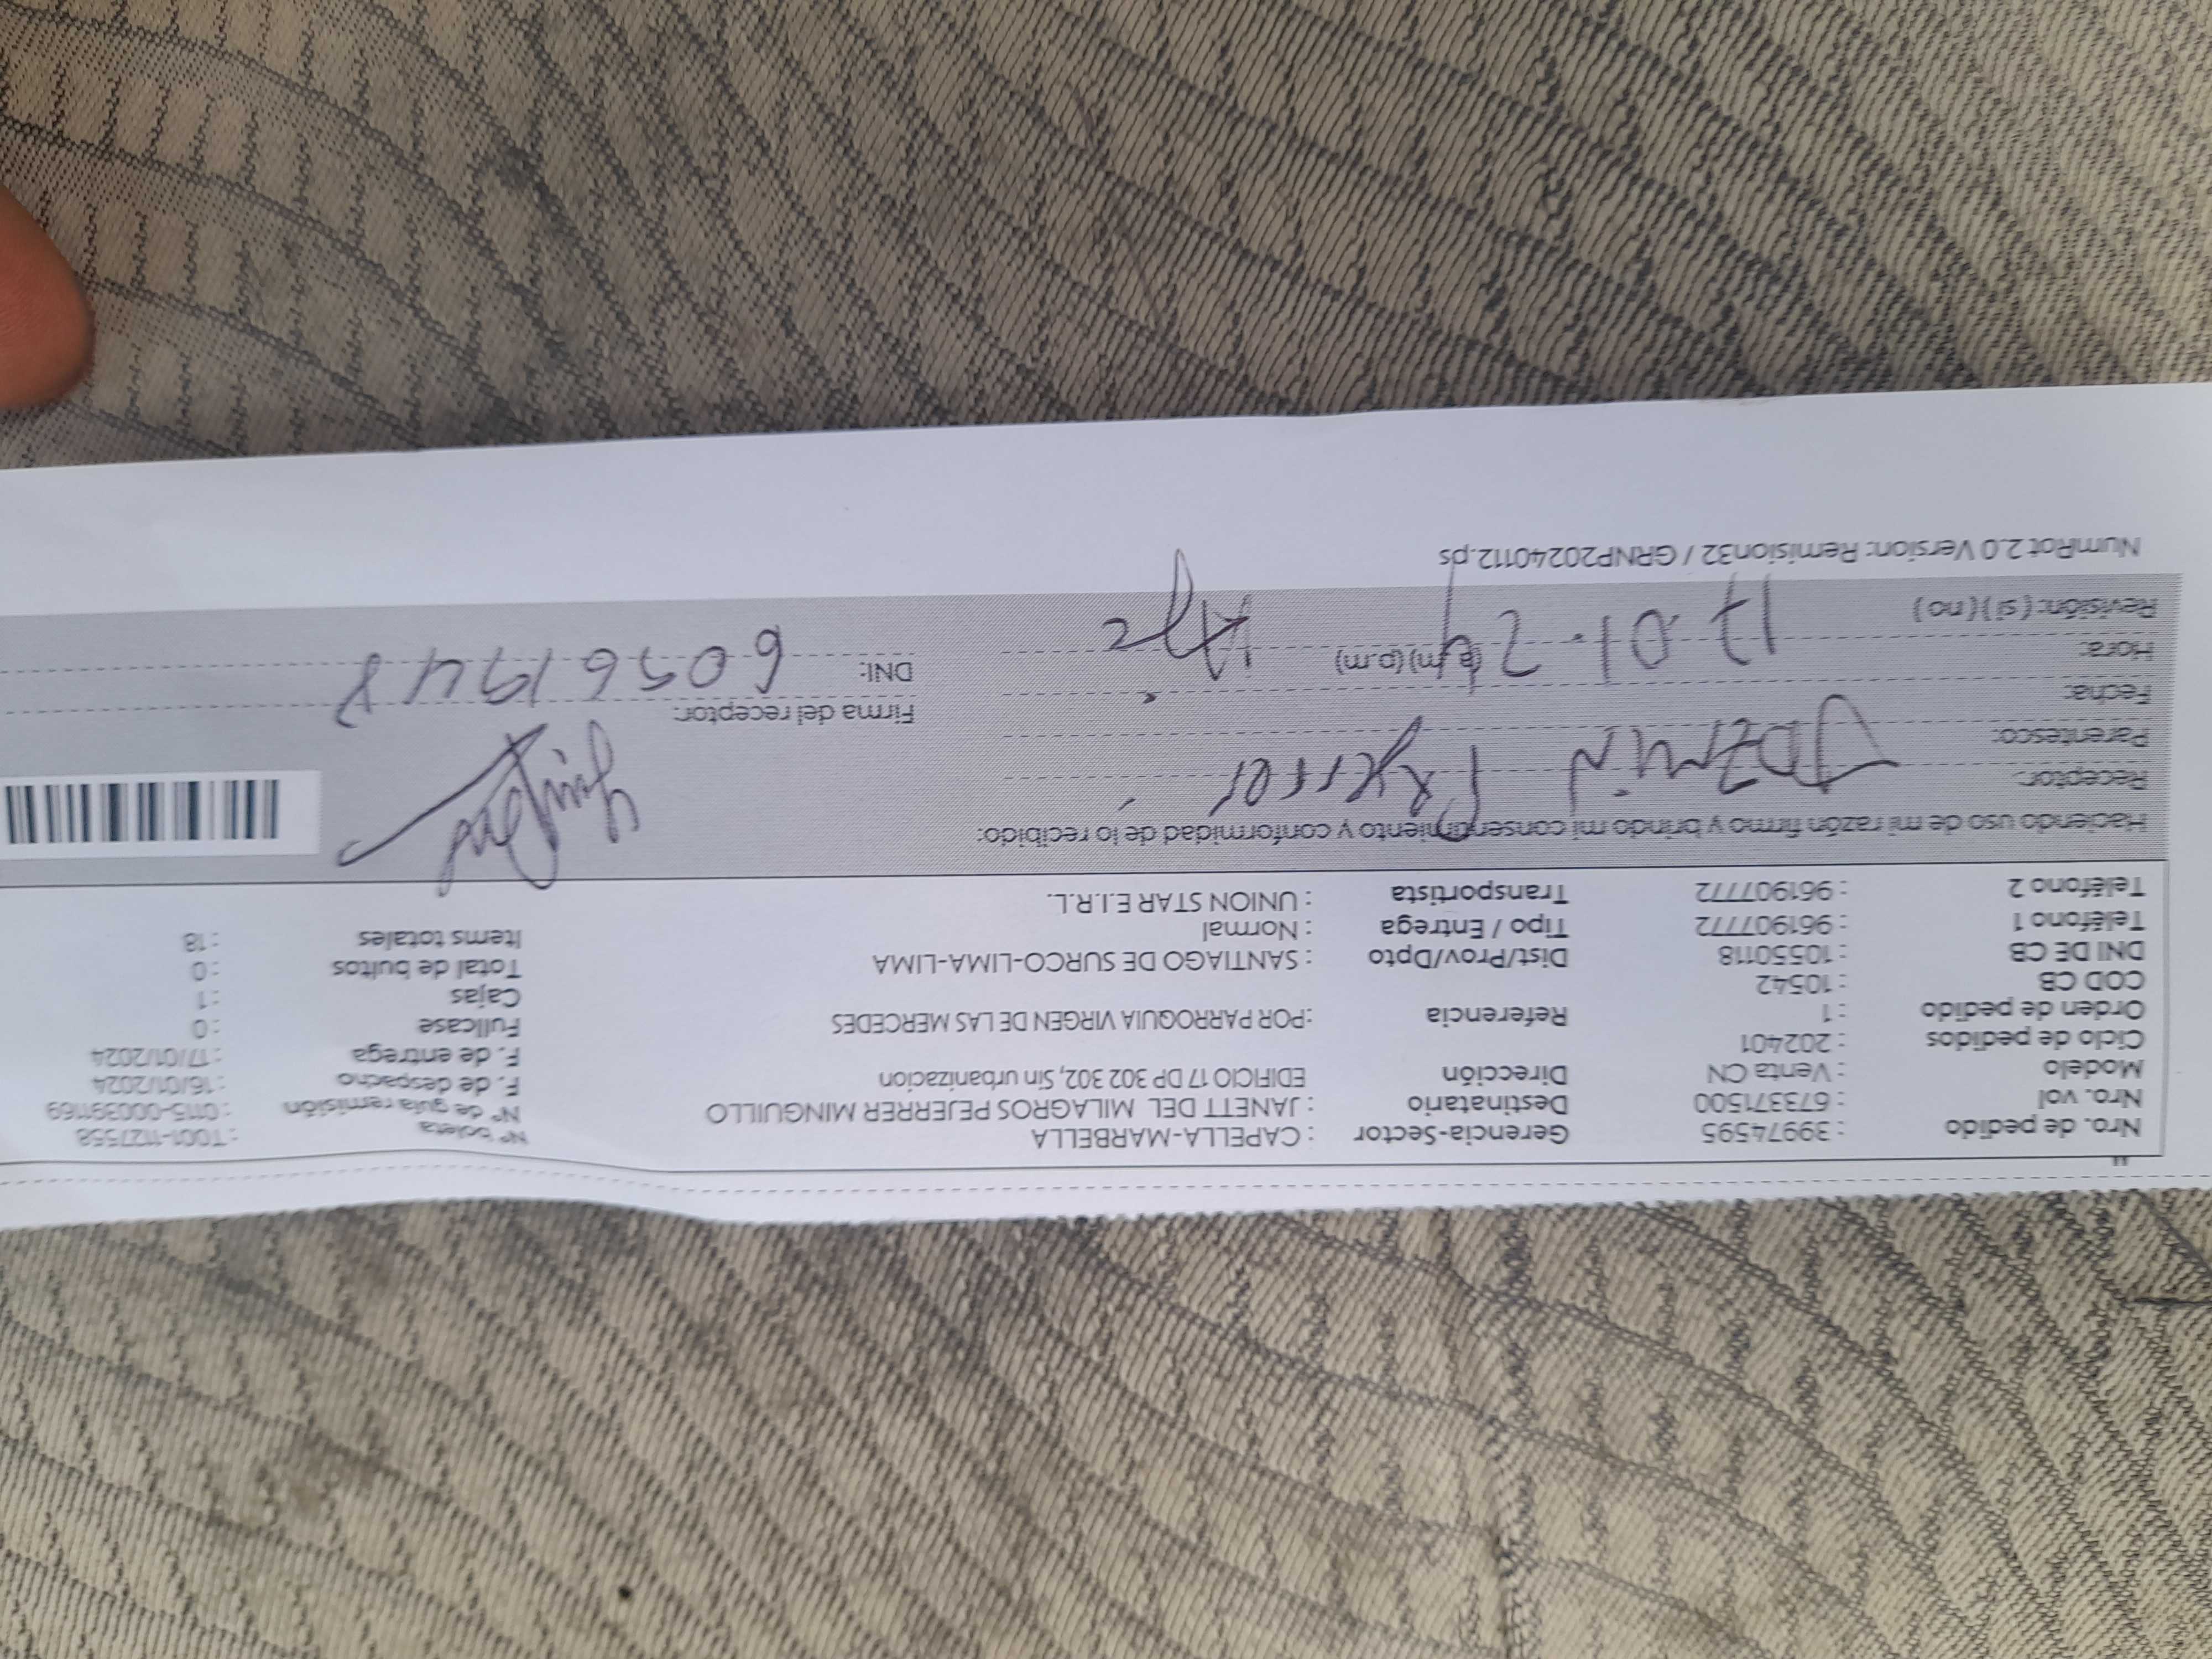 Nro. de pedido : 39974595 Gerencia-Sector : CAPELLA-MARBELLA Nº boleta : T001-1127558
Nro. vol : 673371500 Destinatario : JANETT DEL MILAGROS PEJERRER MINGUILLO Nº de guía remisión : 0115-00039169
Modelo : Venta CN Dirección EDIFICIO 17 DP 302 302, Sin urbanizacion F. de despacho : 16/01/2024
Ciclo de pedidos : 202401 F. de entrega : 17/01/2024
Orden de pedido : 1 Referencia :POR PARROQUIA VIRGEN DE LAS MERCEDES Fullcase : 0
COD CB : 10542 Cajas : 1
DNI DE CB : 10550118 Dist/Prov/Dpto : SANTIAGO DE SURCO-LIMA-LIMA Total de bultos : 0
Teléfono 1 : 961907772 Tipo / Entrega : Normal Items totales : 18
Teléfono 2 : 961907772 Transportista : UNION STAR E.I.R.L.
Haciendo uso de mi razón firmo y brindo mi consentimiento y conformidad de lo recibido:
Receptor:
Parentesco:
Fecha: Firma del receptor:
Hora: (a.m)(p.m) DNI: 60561948
Revisión: (si)(no) 17.01.24
NumRot 2.0 Version: Remision32 / GRNP20240112.ps